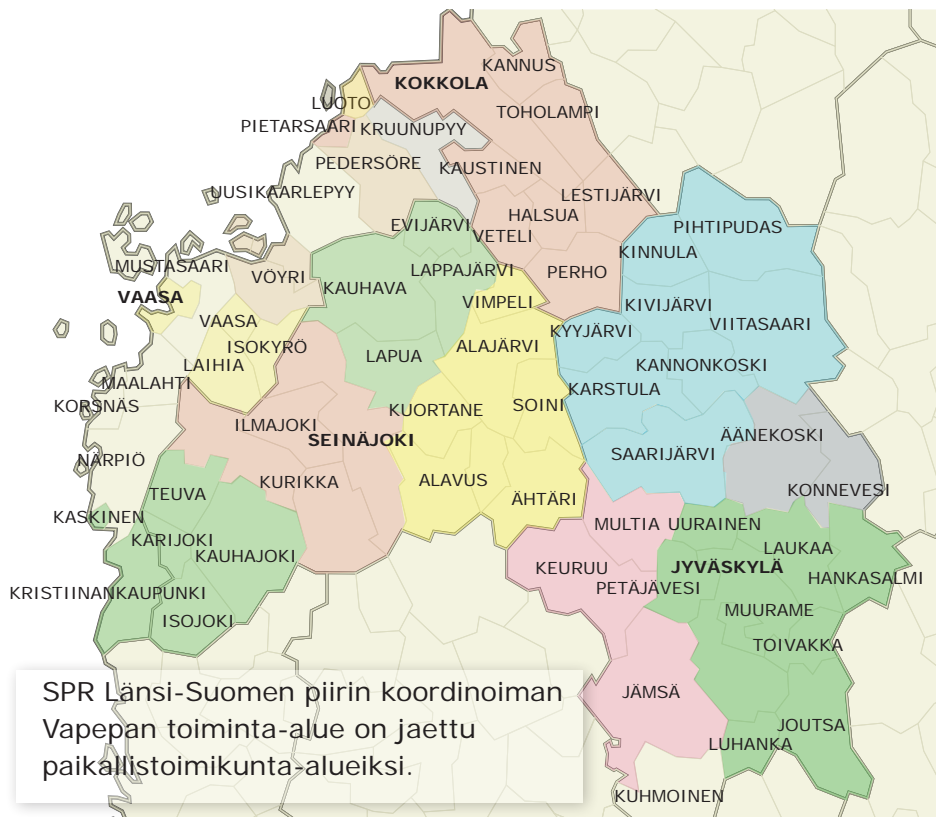 KANNUS
KOKKOLA
LUOTO
TOHOLAMPI
PIETARSAARI
KRUUNUPYY
PEDERSÖRE
KAUSTINEN
UUSIKAARLEPYY
LESTIJÄRVI
HALSUA
EVIJÄRVI
VETELI
PIHTIPUDAS
KINNULA
MUSTASAARI
VÖYRI
LAPPAJÄRVI
PERHO
KAUHAVA
VAASA
VIMPELI
KIVIJÄRVI
VAASA
VIITASAARI
KYYJÄRVI
ISOKYRÖ
ALAJÄRVI
LAPUA
LAIHIA
KANNONKOSKI
MAALAHTI
KARSTULA
KORSNÄS
KUORTANE
SOINI
ILMAJOKI
SEINÄJOKI
ÄÄNEKOSKI
NÄRPIÖ
SAARIJÄRVI
KURIKKA
ALAVUS
TEUVA
KONNEVESI
ÄHTÄRI
KASKINEN
MULTIA
UURAINEN
KARIJOKI
KAUHAJOKI
LAUKAA
KEURUU
JYVÄSKYLÄ
HANKASALMI
PETÄJÄVESI
KRISTIINANKAUPUNKI
MUURAME
ISOJOKI
TOIVAKKA
JÄMSÄ
JOUTSA
LUHANKA
KUHMOINEN
SPR Länsi-Suomen piirin koordinoiman
Vapepan toiminta-alue on jaettu
paikallistoimikunta-alueiksi.